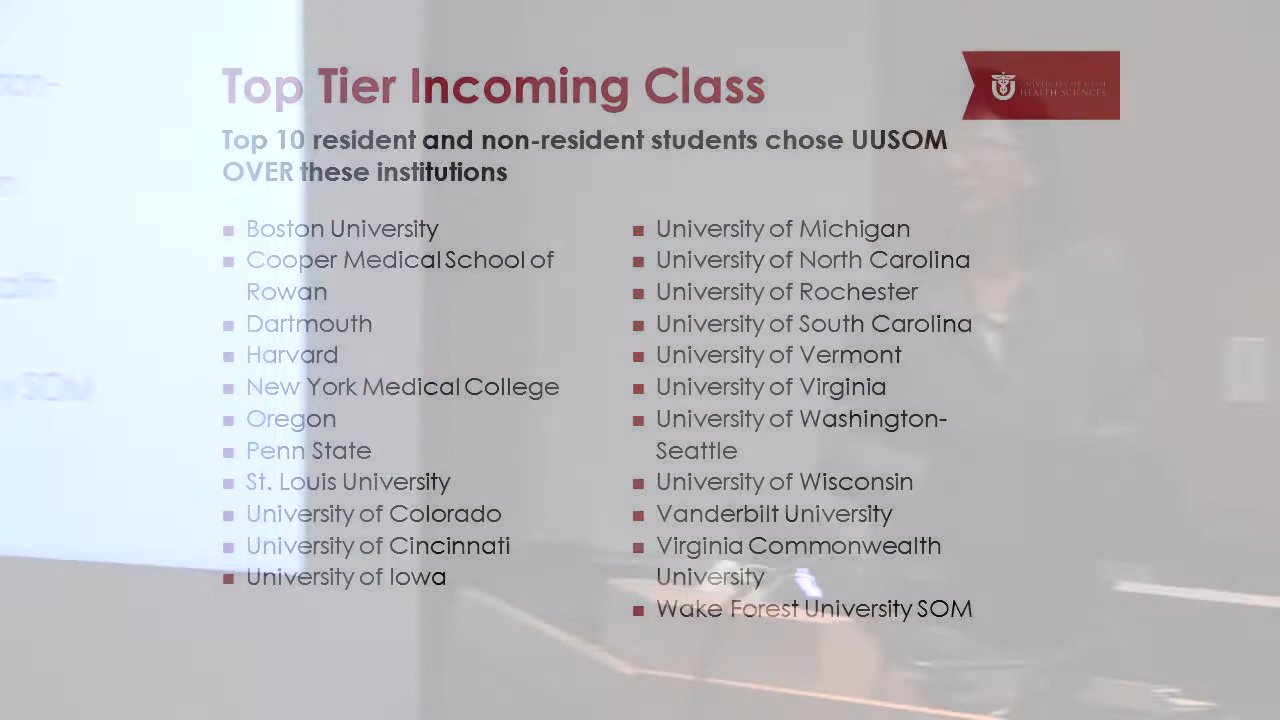 Top Tier Incoming Class
UNIVERSITY OF UTAH
HEALTH SCIENCES
Top 10 resident and non-resident students chose UUSOM
OVER these institutions
Boston University
Cooper Medical School of
Rowan
Dartmouth
Harvard
New York Medical College
Oregon
Penn State
St. Louis University
University of Colorado
University of Cincinnati
University of Iowa
University of Michigan
University of North Carolina
University of Rochester
University of South Carolina
University of Vermont
University of Virginia
University of Washington-
Seattle
University of Wisconsin
Vanderbilt University
Virginia Commonwealth
University
Wake Forest University SOM
SOM